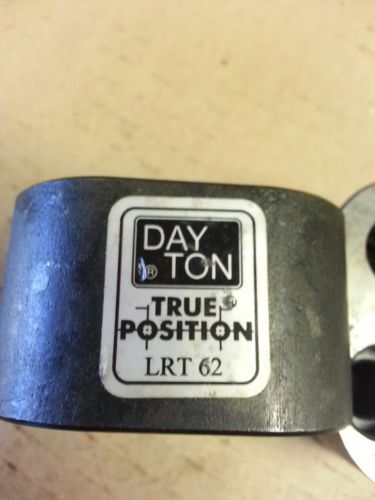 DAY
® TON
TRUE®
POSITION
LRT 62